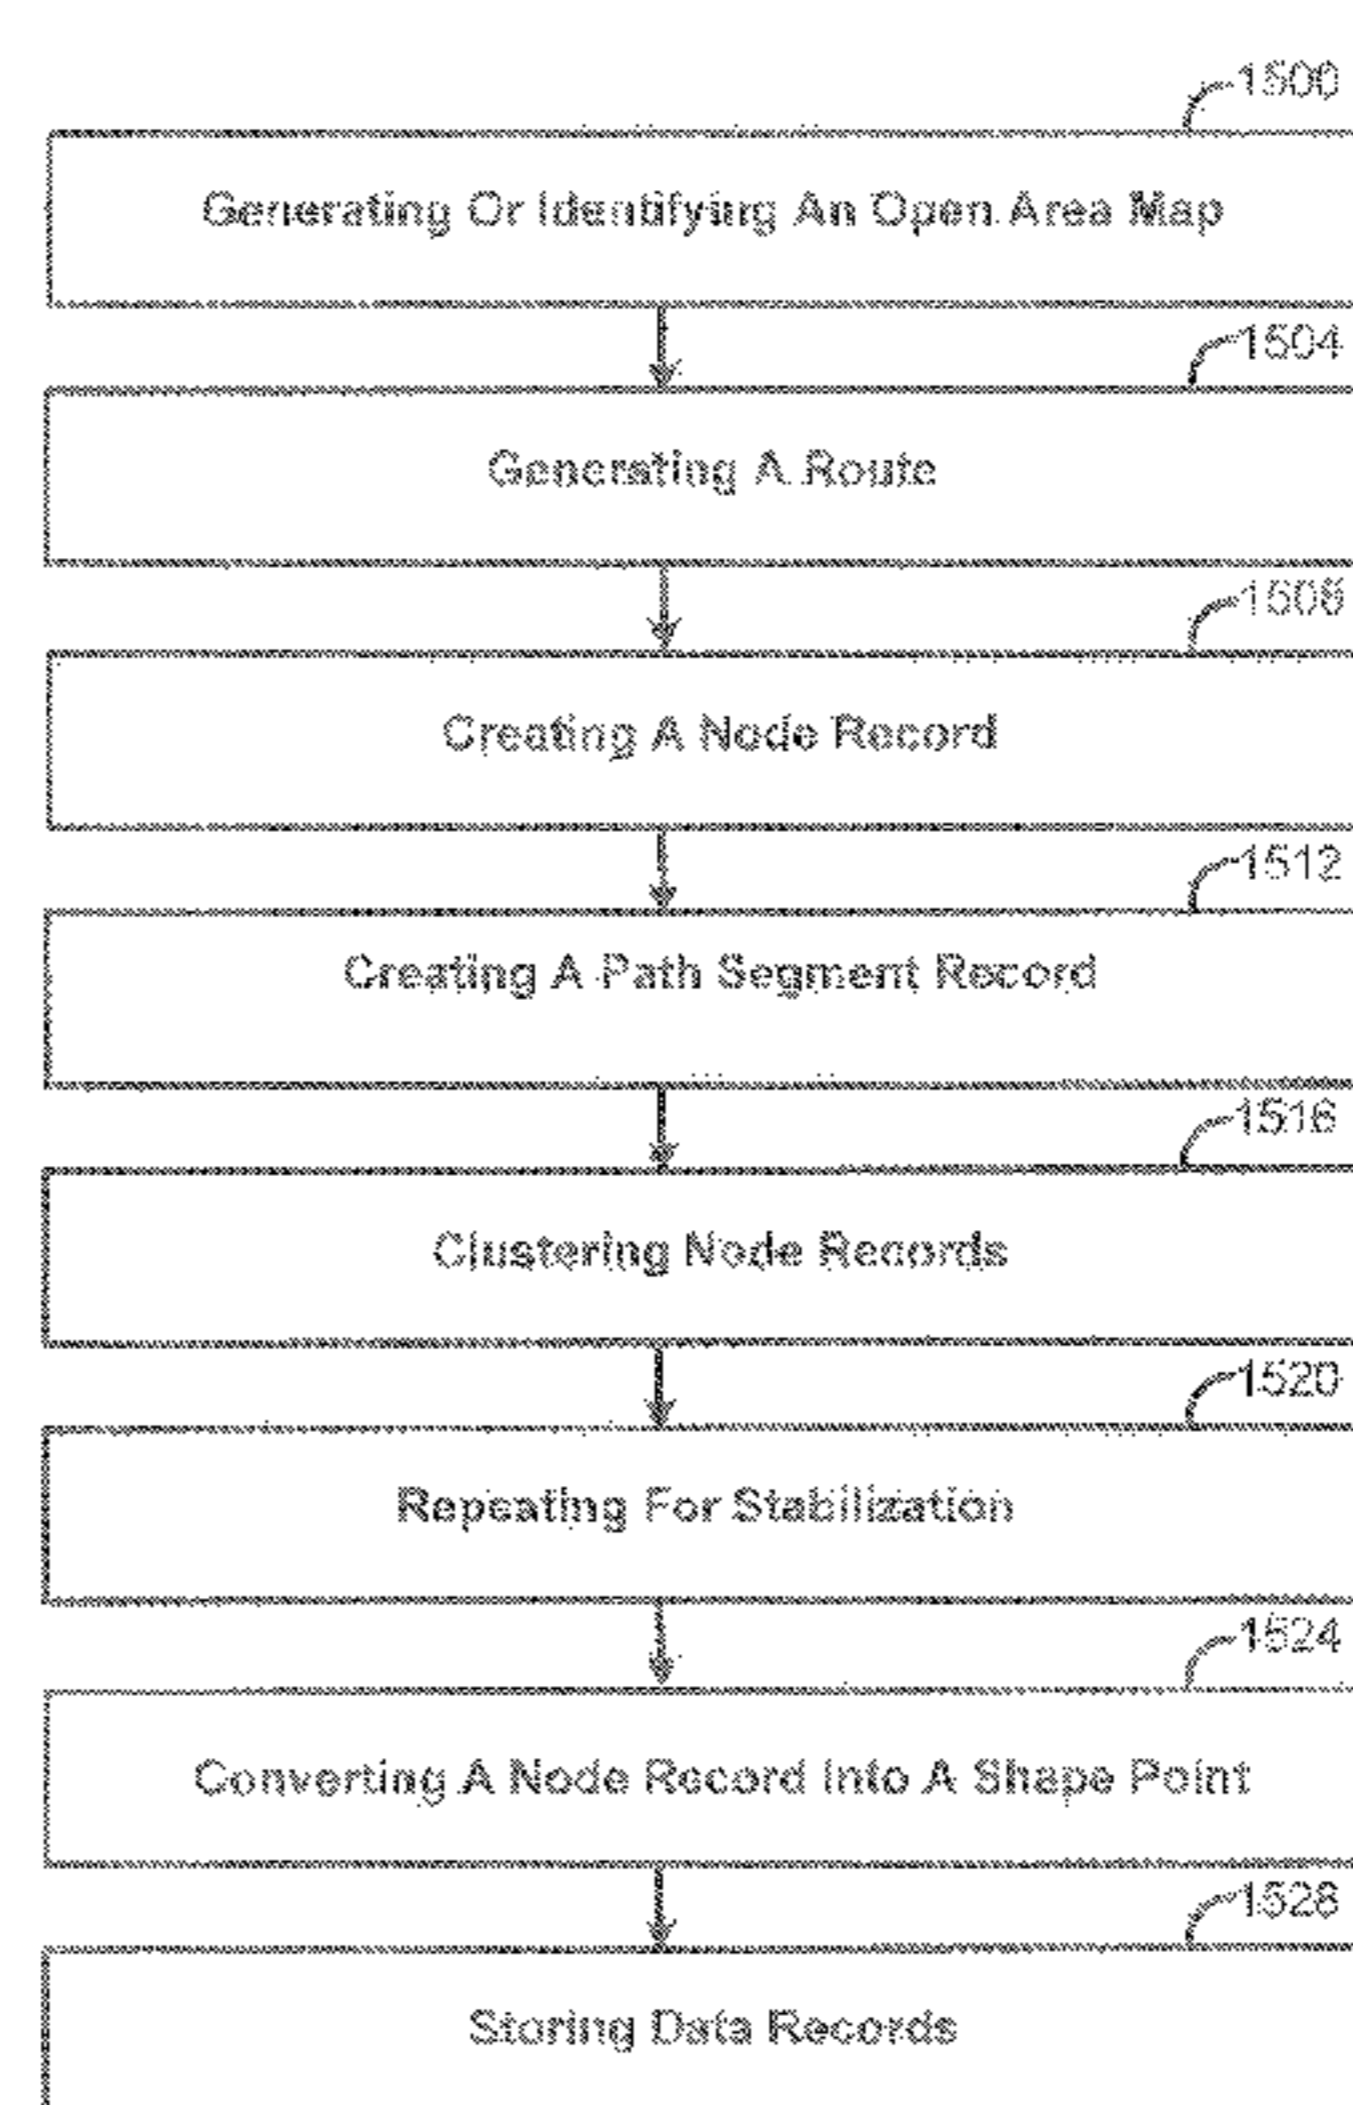 1500
Generating Or Identifying An Open Area Map
1504
Generating A Route
1508
Creating A Node Record
1512
Creating A Path Segment Record
1516
Clustering Node Records
1520
Repeating For Stabilization
1524
Converting A Node Record Into A Shape Point
1528
Storing Data Records